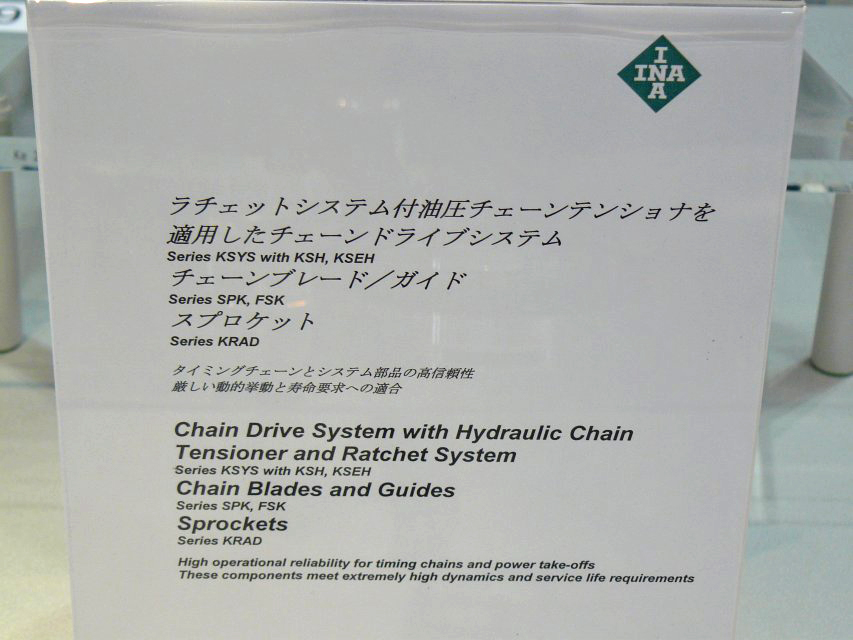 INA
ラチェットシステム付油圧チェーンテンショナを
適用したチェーンドライブシステム
Series KSYS with KSH, KSEH
チェーンブレード／ガイド
Series SPK, FSK
スプロケット
Series KRAD
タイミングチェーンとシステム部品の高信頼性
厳しい動的挙動と寿命要求への適合
Chain Drive System with Hydraulic Chain
Tensioner and Ratchet System
Series KSYS with KSH, KSEH
Chain Blades and Guides
Series SPK, FSK
Sprockets
Series KRAD
High operational reliability for timing chains and power take-offs
These components meet extremely high dynamics and service life requirements